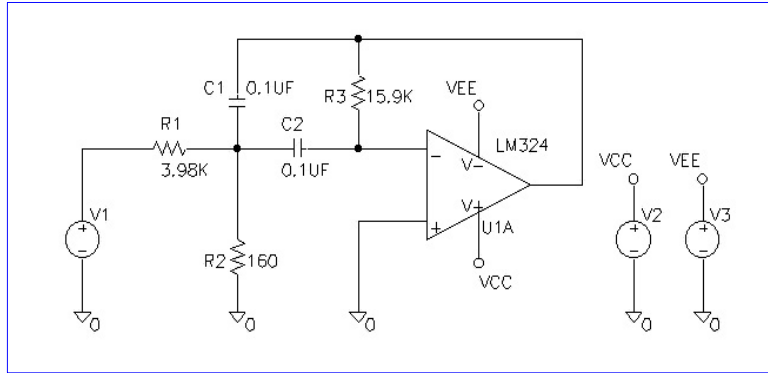 C1
0.1UF
R3
15.9K
VEE
R1
3.98K
C2
0.1UF
LM324
V-
-
V+
+
U1A
VCC
V1
+
-
R2
160
VCC
VEE
V2
+
-
V3
+
-
0
0
0
0
0